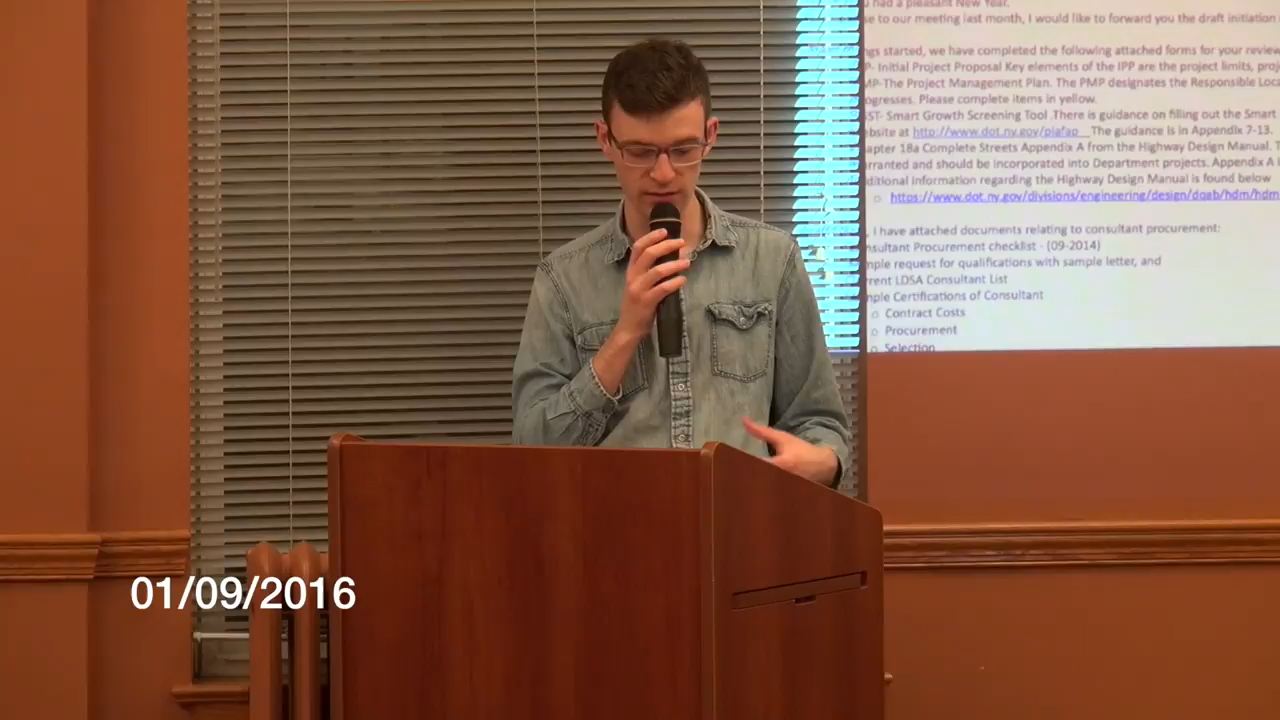 had a pleasant New Year.
se to our meeting last month, I would like to forward you the draft initiation
ngs started, we have completed the following attached forms for your review
P- Initial Project Proposal Key elements of the IPP are the project limits, proj
MP-The Project Management Plan. The PMP designates the Responsible Loca
ogresses. Please complete items in yellow.
ST- Smart Growth Screening Tool .There is guidance on filling out the Smart
bsite at http://www.dot.ny.gov/plafap The guidance is in Appendix 7-13.
apter 18a Complete Streets Appendix A from the Highway Design Manual. T
rranted and should be incorporated into Department projects. Appendix A i
ditional information regarding the Highway Design Manual is found below
○ https://www.dot.ny.gov/divisions/engineering/design/dqab/hdm/hdm
, I have attached documents relating to consultant procurement:
nsultant Procurement checklist - (09-2014)
mple request for qualifications with sample letter, and
rrent LDSA Consultant List
mple Certifications of Consultant
○ Contract Costs
○ Procurement
○ Selection
01/09/2016